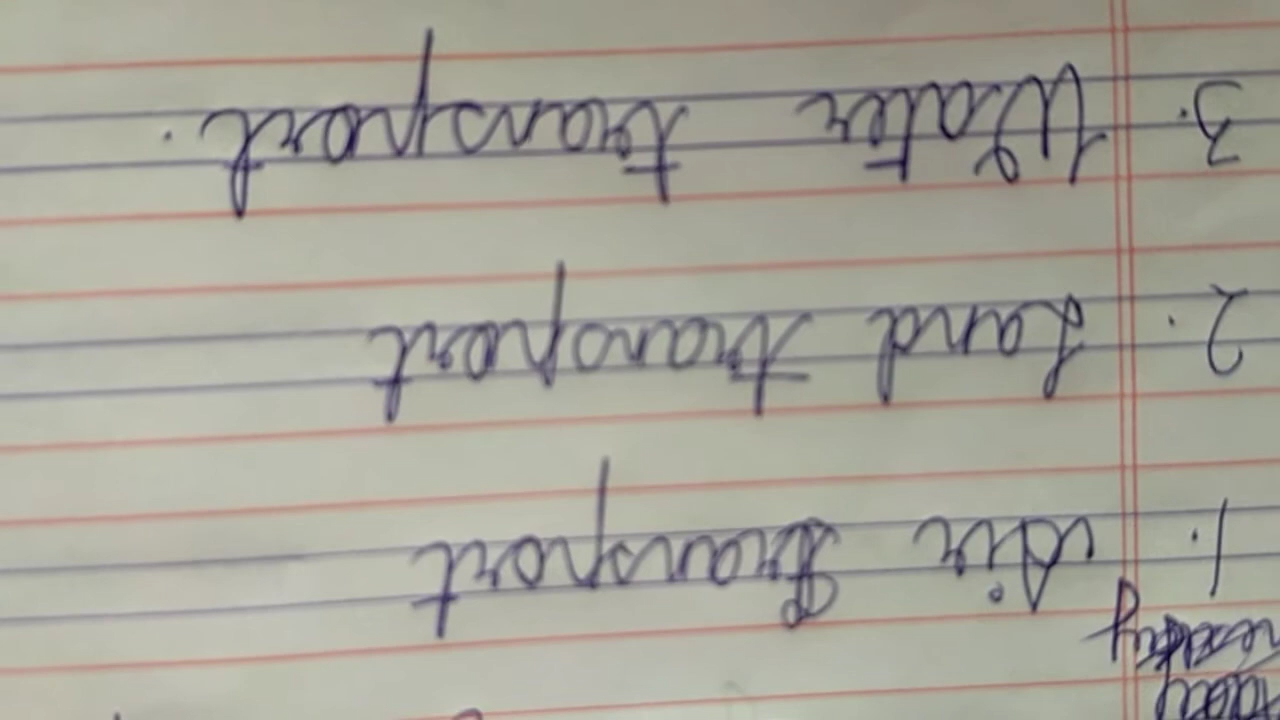 1. Air transport
2. Land transport
3. Water transport.